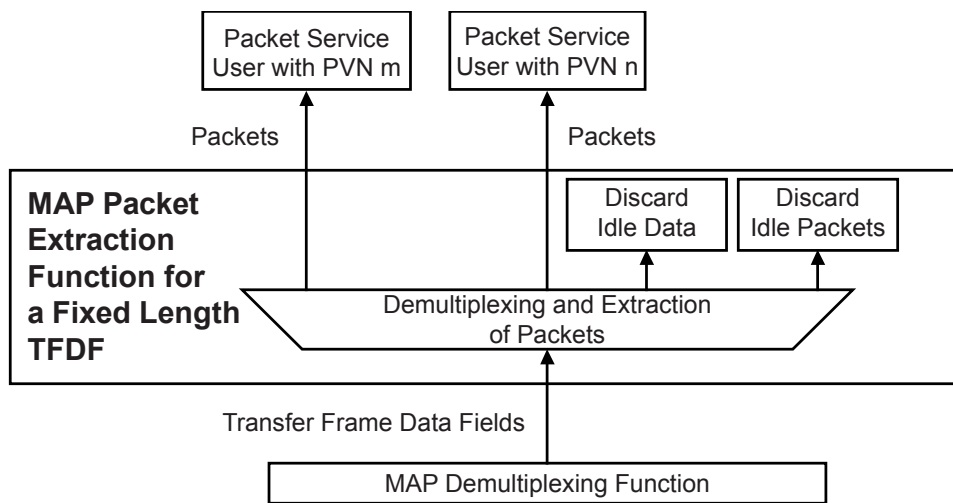 Packet Service
User with PVN m
Packet Service
User with PVN n
Packets
Packets
MAP Packet
Extraction
Function for
a Fixed Length
TFDF
Discard
Idle Data
Discard
Idle Packets
Demultiplexing and Extraction
of Packets
Transfer Frame Data Fields
MAP Demultiplexing Function